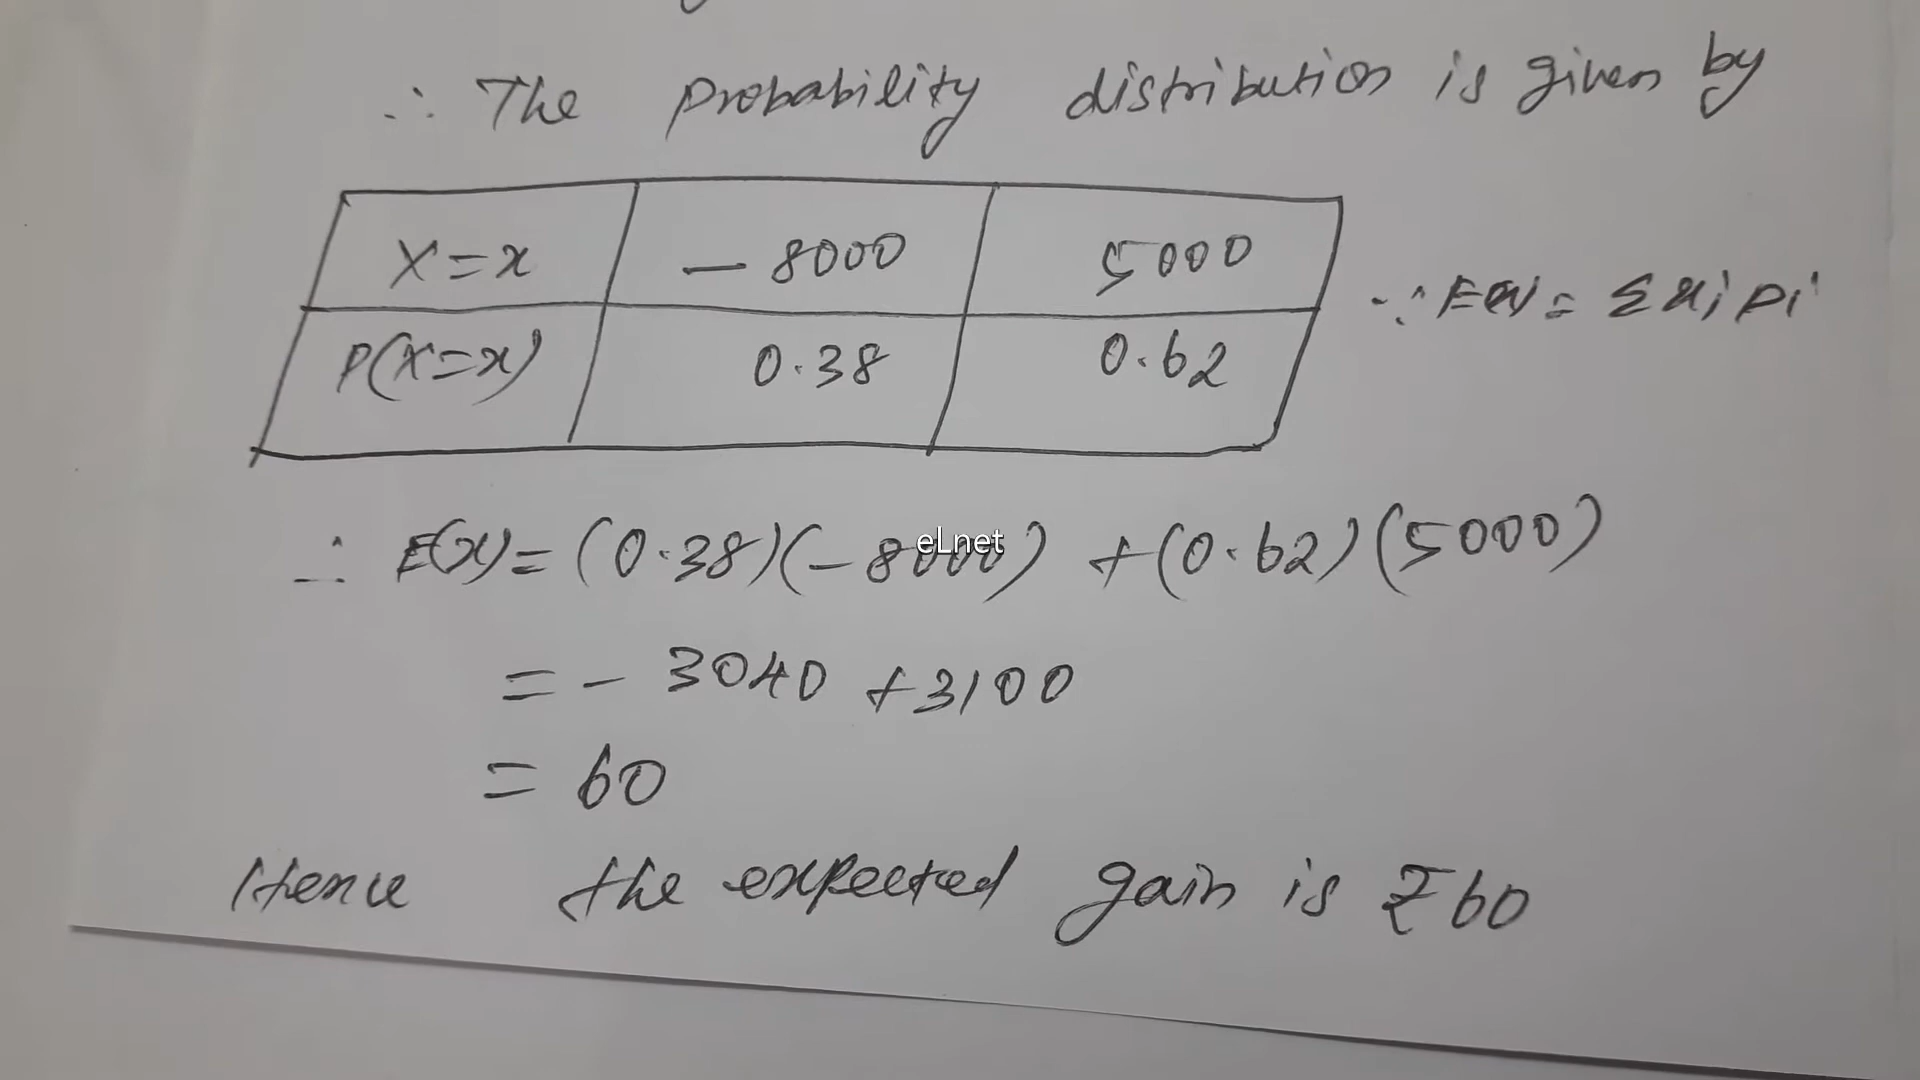 ∴ The probability distribution is given by
X=x -8000 5000
P(X=x) 0.38 0.62
∵ E(X) = Σxipi
∴ E(X) = (0.38)(-8000) + (0.62)(5000)
eLnet
= - 3040 + 3100
= 60
Hence the expected gain is ₹60